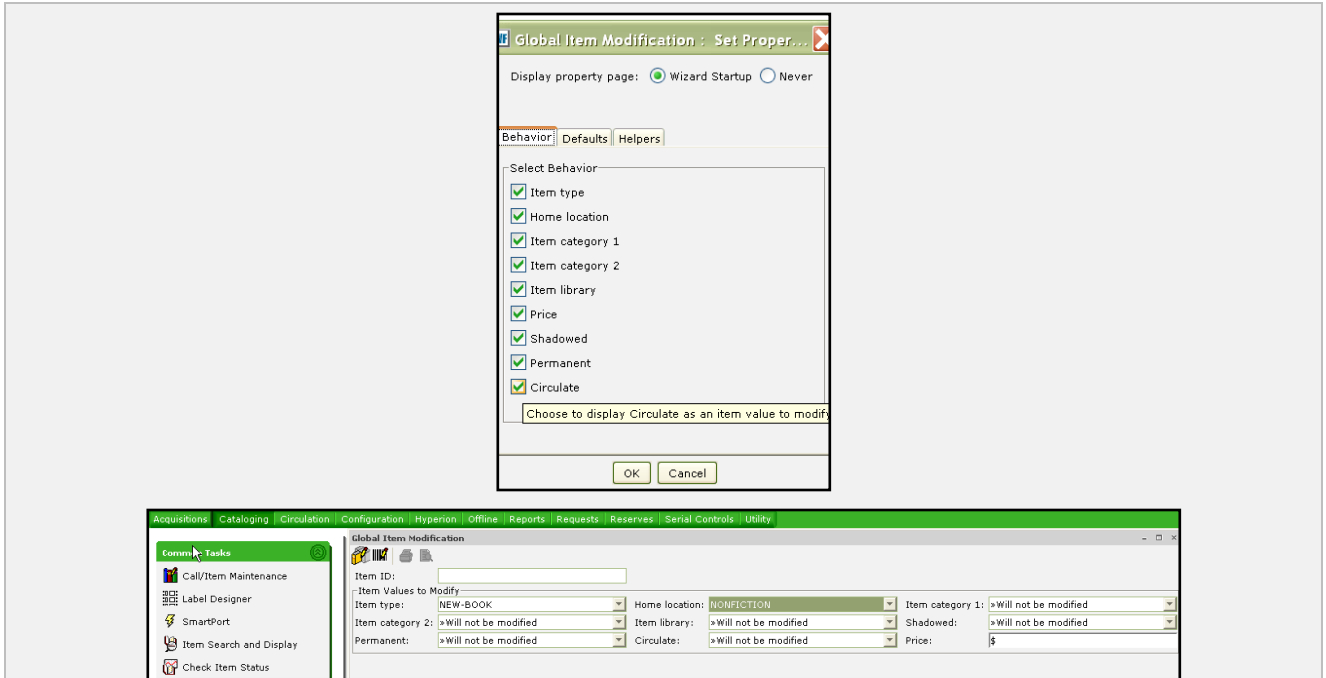 Global Item Modification : Set Proper...
Display property page: Wizard Startup Never
Behavior Defaults Helpers
Select Behavior
Item type
Home location
Item category 1
Item category 2
Item library
Price
Shadowed
Permanent
Circulate
Choose to display Circulate as an item value to modify
OK Cancel
Acquisitions Cataloging Circulation Configuration Hyperion Offline Reports Requests Reserves Serial Controls Utility
Tasks
Call/Item Maintenance
Label Designer
SmartPort
Item Search and Display
Check Item Status
Global Item Modification
Item ID:
Item Values to Modify
Item type: NEW-BOOK Home location: NONFICTION Item category 1: »Will not be modified
Item category 2: »Will not be modified Item library: »Will not be modified Shadowed: »Will not be modified
Permanent: »Will not be modified Circulate: »Will not be modified Price: $